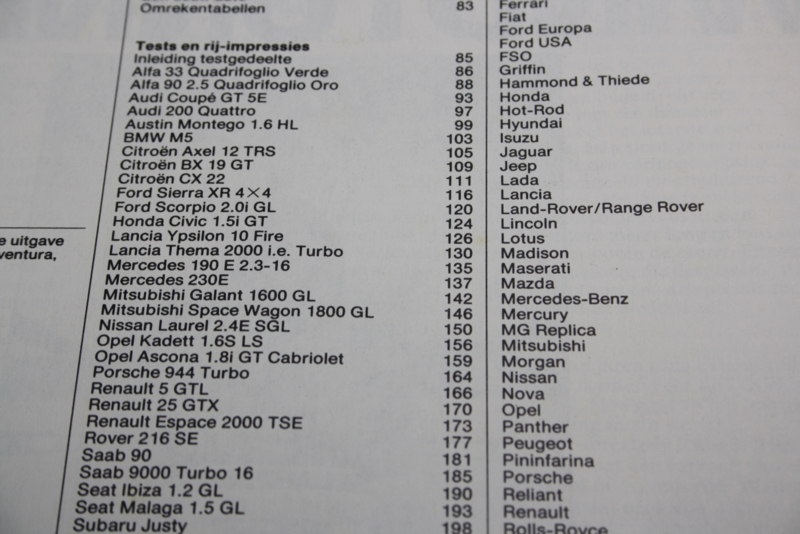 e uitgave
ventura,
Omrekentabellen 83
Tests en rij-impressies
Inleiding testgedeelte 85
Alfa 33 Quadrifoglio Verde 86
Alfa 90 2.5 Quadrifoglio Oro 88
Audi Coupé GT 5E 93
Audi 200 Quattro 97
Austin Montego 1.6 HL 99
BMW M5 103
Citroën Axel 12 TRS 105
Citroën BX 19 GT 109
Citroën CX 22 111
Ford Sierra XR 4×4 116
Ford Scorpio 2.0i GL 120
Honda Civic 1.5i GT 124
Lancia Ypsilon 10 Fire 126
Lancia Thema 2000 i.e. Turbo 130
Mercedes 190 E 2.3-16 135
Mercedes 230E 137
Mitsubishi Galant 1600 GL 142
Mitsubishi Space Wagon 1800 GL 146
Nissan Laurel 2.4E SGL 150
Opel Kadett 1.6S LS 156
Opel Ascona 1.8i GT Cabriolet 159
Porsche 944 Turbo 164
Renault 5 GTL 166
Renault 25 GTX 170
Renault Espace 2000 TSE 173
Rover 216 SE 177
Saab 90 181
Saab 9000 Turbo 16 185
Seat Ibiza 1.2 GL 190
Seat Malaga 1.5 GL 193
Subaru Justy 198
Ferrari
Fiat
Ford Europa
Ford USA
FSO
Griffin
Hammond & Thiede
Honda
Hot-Rod
Hyundai
Isuzu
Jaguar
Jeep
Lada
Lancia
Land-Rover/Range Rover
Lincoln
Lotus
Madison
Maserati
Mazda
Mercedes-Benz
Mercury
MG Replica
Mitsubishi
Morgan
Nissan
Nova
Opel
Panther
Peugeot
Pininfarina
Porsche
Reliant
Renault
Rolls-Royce